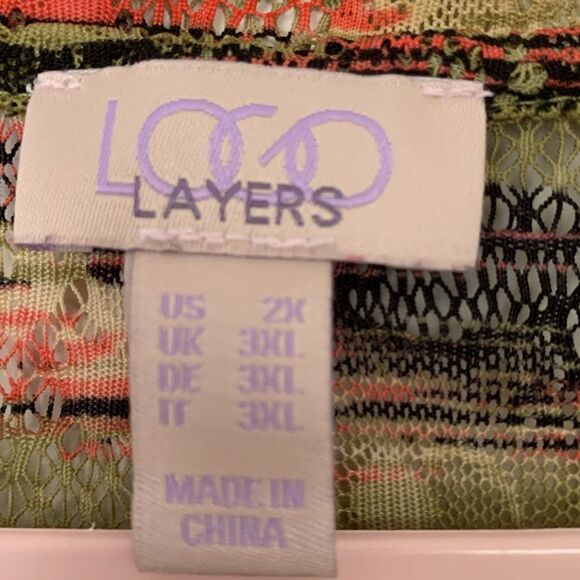 LOGO
LAYERS
US 2X
UK 3XL
DE 3XL
IT 3XL
MADE IN
CHINA